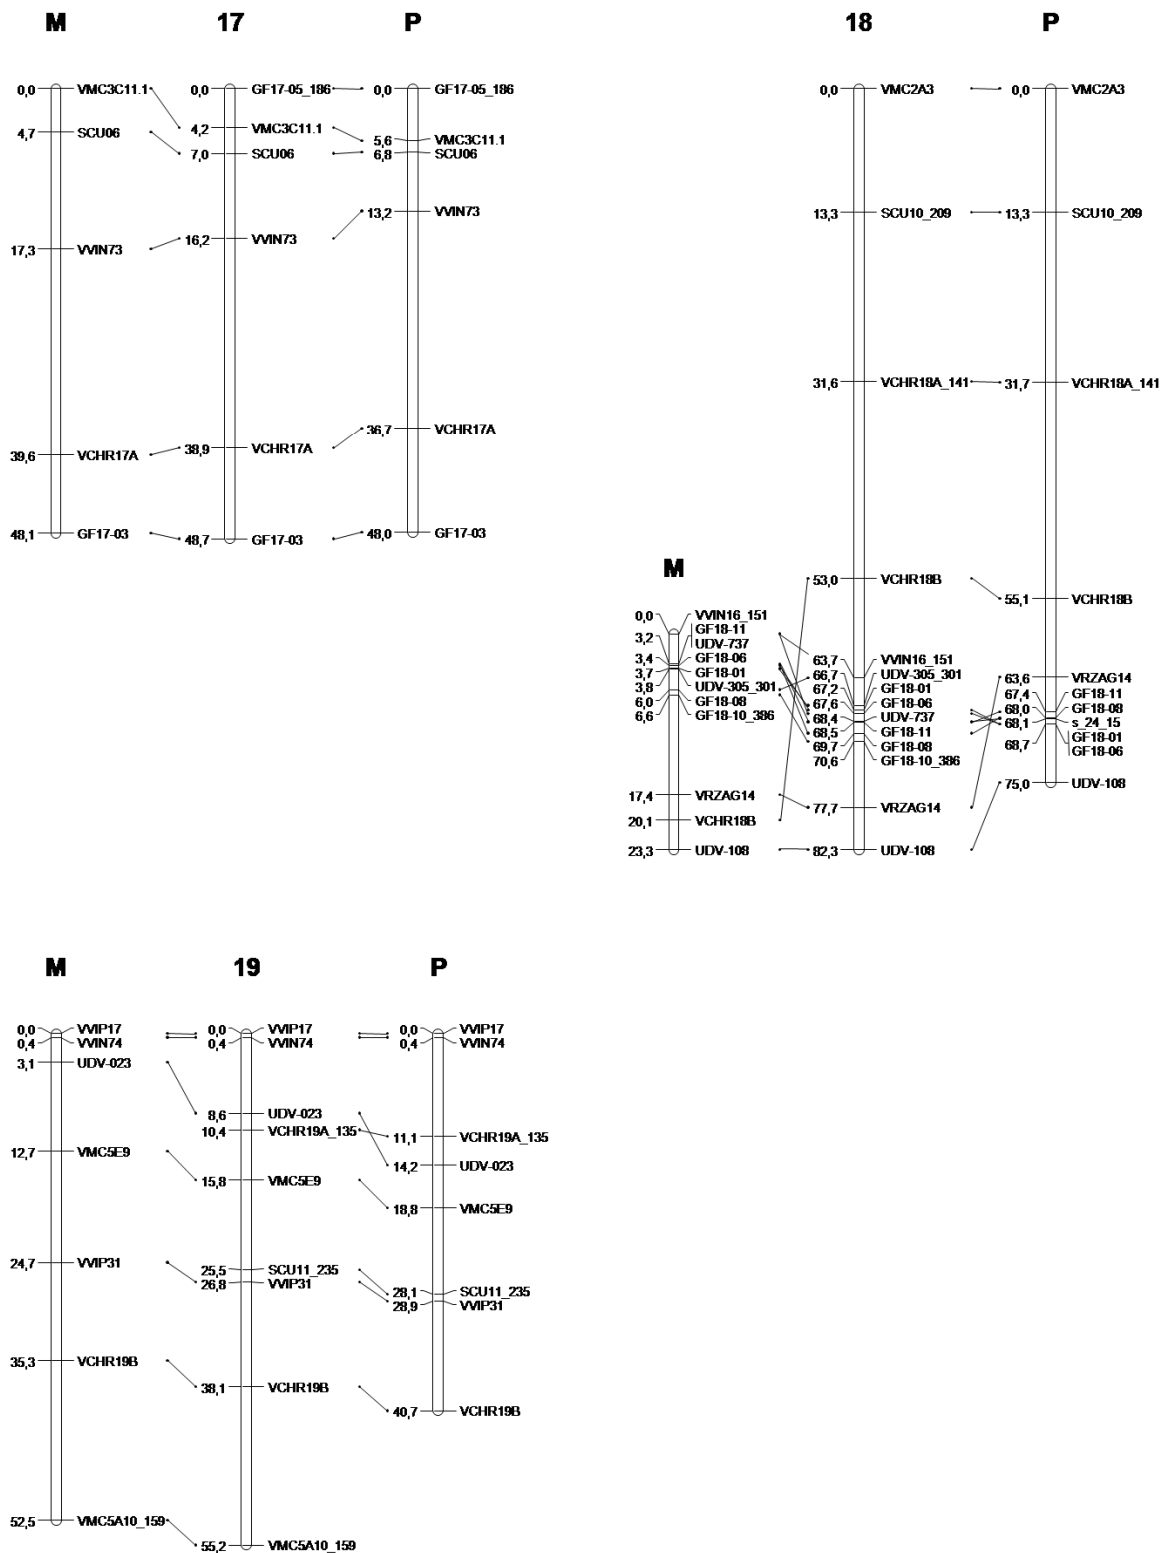 M 17 P
0,0 VMC3C11.1
4,7 SCU06
17,3 VVIN73
39,6 VCHR17A
48,1 GF17-03
0,0 GF17-05_186
4,2 VMC3C11.1
7,0 SCU06
16,2 VVIN73
38,9 VCHR17A
48,7 GF17-03
0,0 GF17-05_186
5,6 VMC3C11.1
6,8 SCU06
13,2 VVIN73
36,7 VCHR17A
48,0 GF17-03
18 P
M
0,0 VVIN16_151
3,2 GF18-11
UDV-737
3,4 GF18-06
3,7 GF18-01
3,8 UDV-305_301
6,0 GF18-08
6,6 GF18-10_386
17,4 VRZAG14
20,1 VCHR18B
23,3 UDV-108
0,0 VMC2A3
13,3 SCU10_209
31,6 VCHR18A_141
53,0 VCHR18B
63,7 VVIN16_151
66,7 UDV-305_301
67,2 GF18-01
67,6 GF18-06
68,4 UDV-737
68,5 GF18-11
69,7 GF18-08
70,6 GF18-10_386
77,7 VRZAG14
82,3 UDV-108
0,0 VMC2A3
13,3 SCU10_209
31,7 VCHR18A_141
55,1 VCHR18B
63,6 VRZAG14
67,4 GF18-11
68,0 GF18-08
68,1 s_24_15
68,7 GF18-01
GF18-06
75,0 UDV-108
M 19 P
0,0 VVIP17
0,4 VVIN74
3,1 UDV-023
12,7 VMC5E9
24,7 VVIP31
35,3 VCHR19B
52,5 VMC5A10_159
0,0 VVIP17
0,4 VVIN74
8,6 UDV-023
10,4 VCHR19A_135
15,8 VMC5E9
25,5 SCU11_235
26,8 VVIP31
38,1 VCHR19B
55,2 VMC5A10_159
0,0 VVIP17
0,4 VVIN74
11,1 VCHR19A_135
14,2 UDV-023
18,8 VMC5E9
28,1 SCU11_235
28,9 VVIP31
40,7 VCHR19B